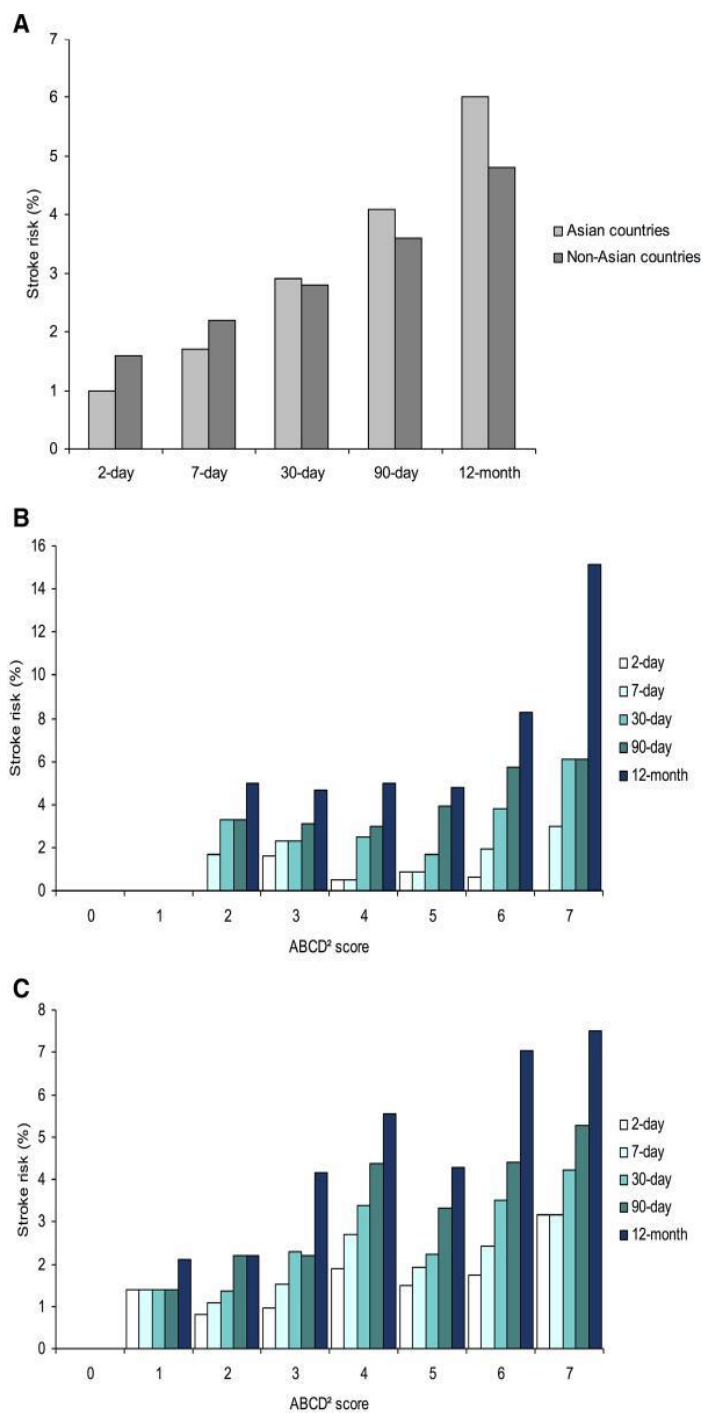 A
7
6
5
4
3
2
1
0
Stroke risk (%)
2-day 7-day 30-day 90-day 12-month
Asian countries
Non-Asian countries
B
16
14
12
10
8
6
4
2
0
Stroke risk (%)
0 1 2 3 4 5 6 7
ABCD² score
2-day
7-day
30-day
90-day
12-month
C
8
7
6
5
4
3
2
1
0
Stroke risk (%)
0 1 2 3 4 5 6 7
ABCD² score
2-day
7-day
30-day
90-day
12-month